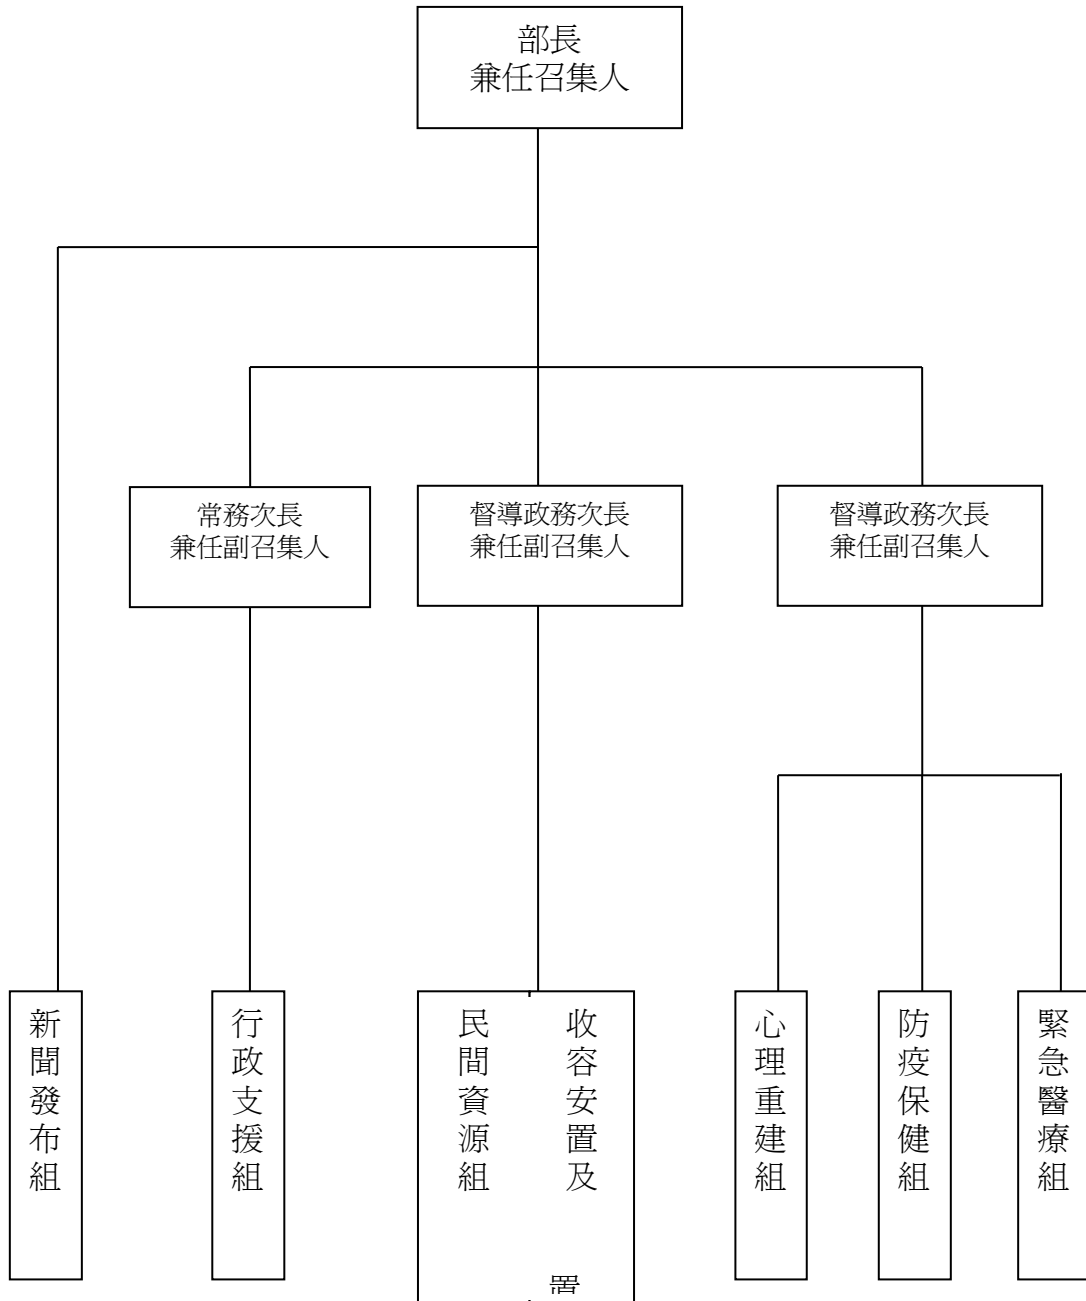 部長
兼任召集人
常務次長
兼任副召集人
督導政務次長
兼任副召集人
督導政務次長
兼任副召集人
新聞發布組
行政支援組
收容安置及
民間資源組
置
心理重建組
防疫保健組
緊急醫療組